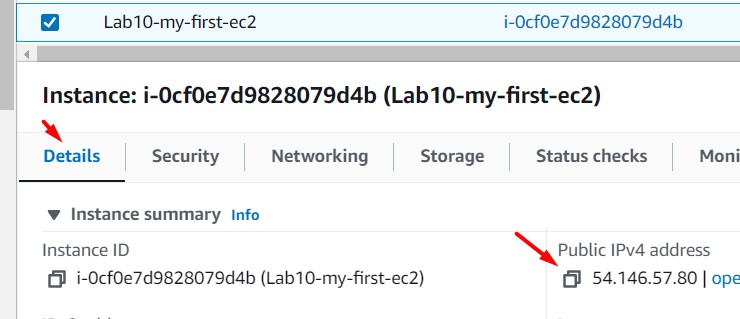 Lab10-my-first-ec2 i-0cf0e7d9828079d4b
Instance: i-0cf0e7d9828079d4b (Lab10-my-first-ec2)
Details Security Networking Storage Status checks Moni
Instance summary Info
Instance ID Public IPv4 address
i-0cf0e7d9828079d4b (Lab10-my-first-ec2) 54.146.57.80 | ope